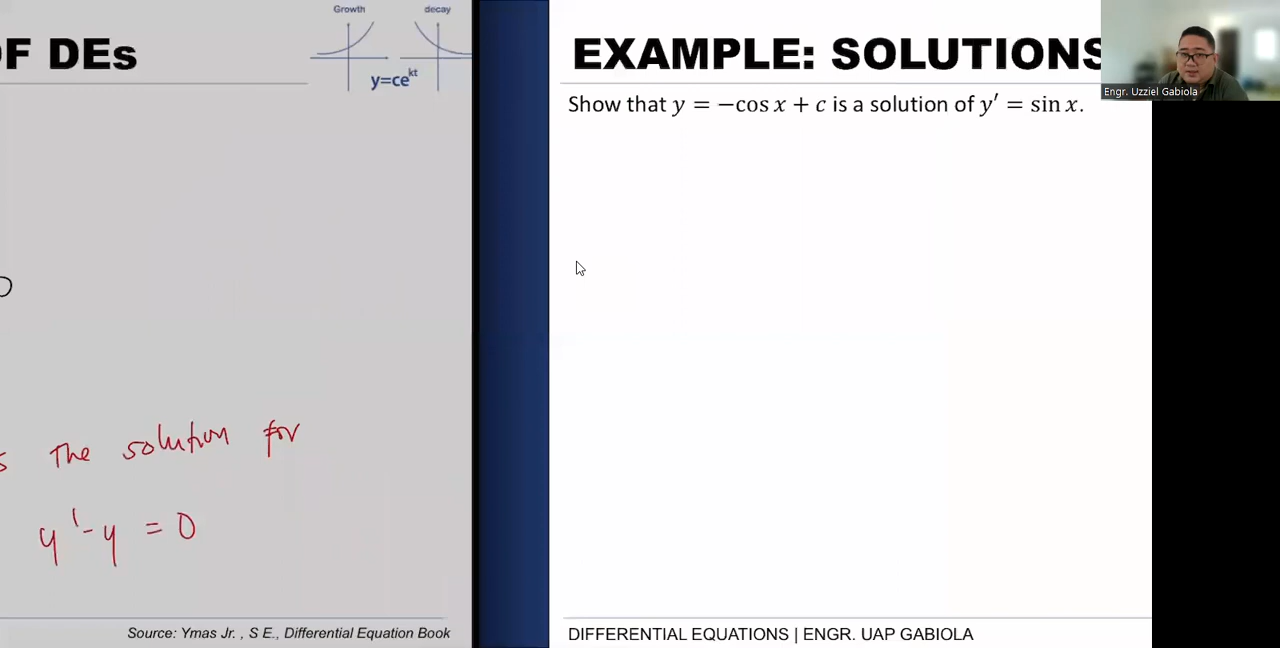 Growth
decay
F DEs
y=ce^kt
the solution for
y' - y = 0
Source: Ymas Jr. , S E., Differential Equation Book
EXAMPLE: SOLUTIONS
Show that y = −cos x + c is a solution of y′ = sin x.
DIFFERENTIAL EQUATIONS | ENGR. UAP GABIOLA
Engr. Uzziel Gabiola